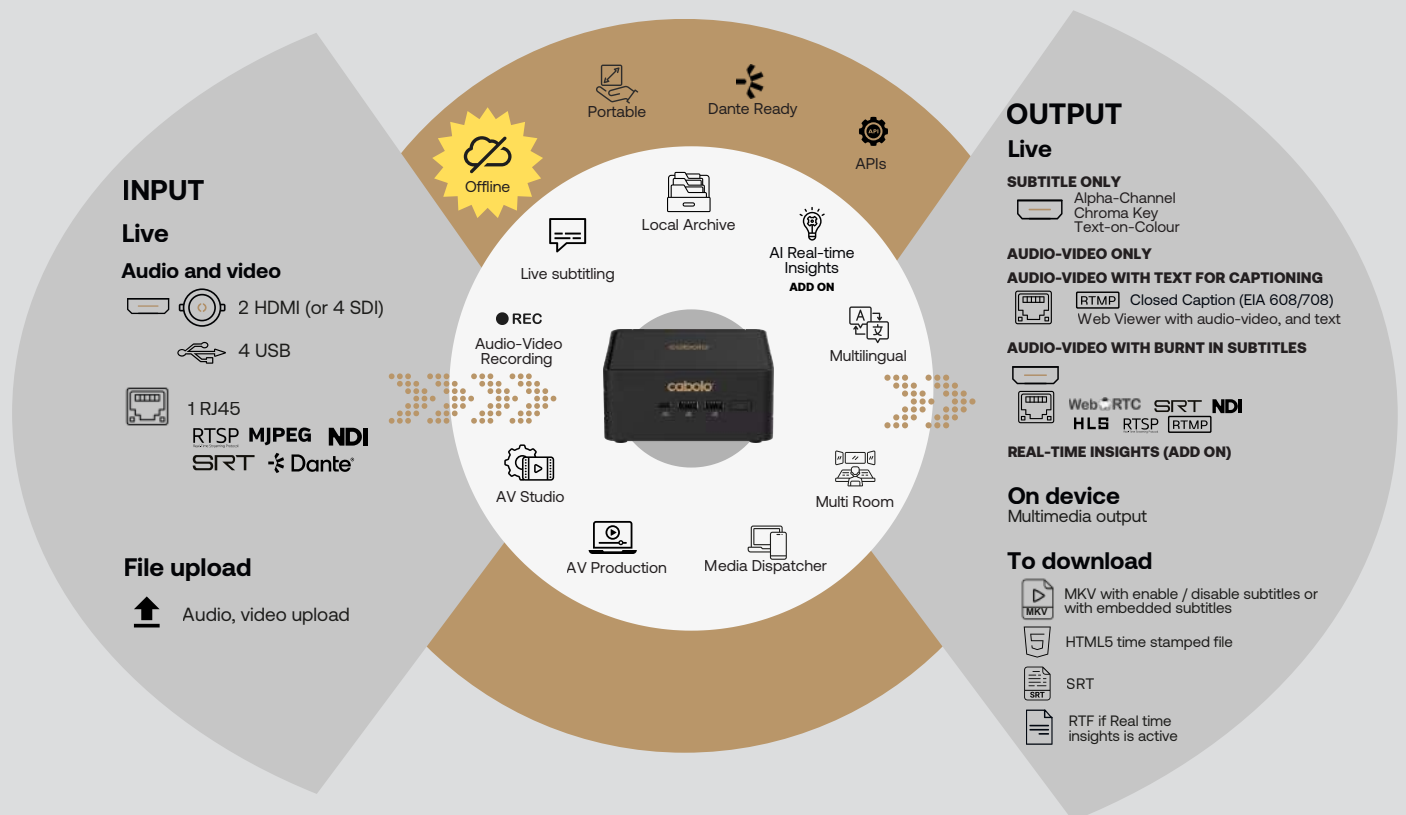 INPUT
Live
Audio and video
2 HDMI (or 4 SDI)
4 USB
1 RJ45
RTSP MJPEG NDI
SRT Dante
File upload
Audio, video upload
Portable
Dante Ready
APIs
API
Offline
Local Archive
Live subtitling
AI Real-time
Insights
ADD ON
REC
Audio-Video
Recording
A 文
Multilingual
cabolo
cabolo
AV Studio
Multi Room
AV Production
Media Dispatcher
OUTPUT
Live
SUBTITLE ONLY
Alpha-Channel
Chroma Key
Text-on-Colour
AUDIO-VIDEO ONLY
AUDIO-VIDEO WITH TEXT FOR CAPTIONING
RTMP Closed Caption (EIA 608/708)
Web Viewer with audio-video, and text
AUDIO-VIDEO WITH BURNT IN SUBTITLES
Web RTC SRT NDI
HLS RTSP RTMP
REAL-TIME INSIGHTS (ADD ON)
On device
Multimedia output
To download
MKV
MKV with enable / disable subtitles or
with embedded subtitles
5
HTML5 time stamped file
SRT
SRT
RTF if Real time
insights is active